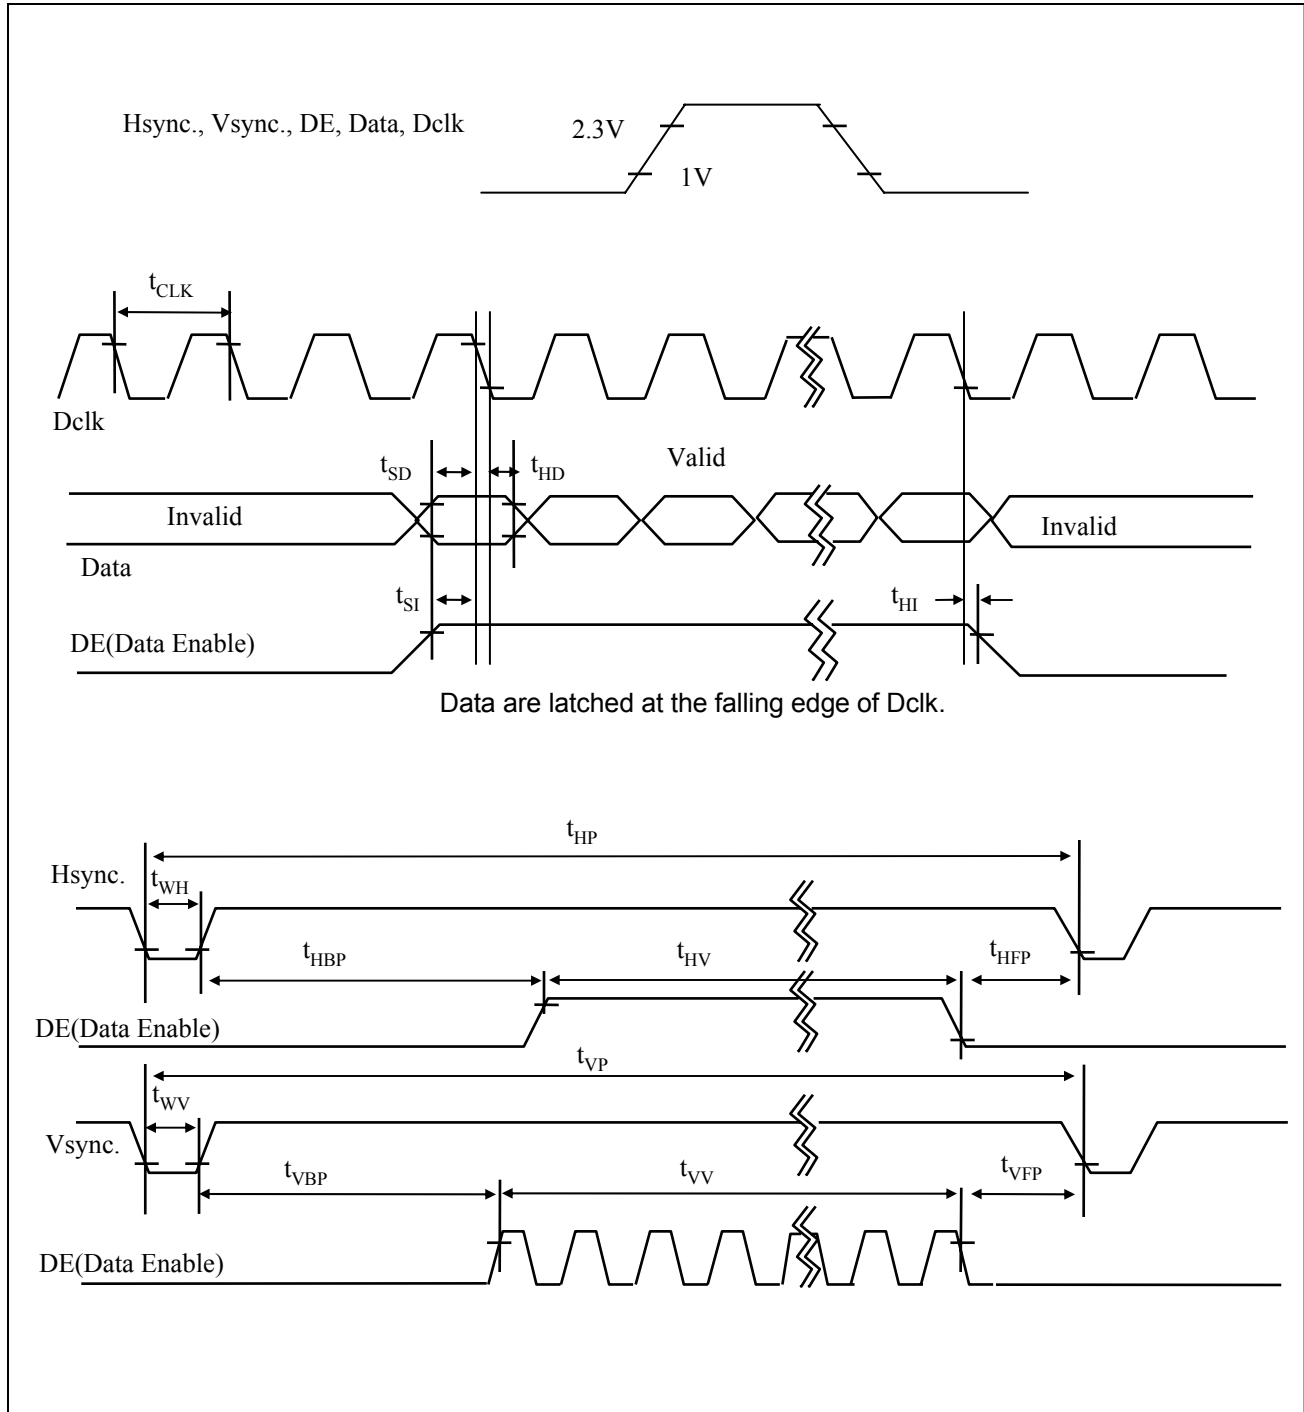 Hsync., Vsync., DE, Data, Dclk
2.3V
1V
tCLK
Dclk
tSD
tHD
Valid
Invalid
Invalid
Data
tSI
tHI
DE(Data Enable)
Data are latched at the falling edge of Dclk.
tHP
Hsync.
tWH
tHBP
tHV
tHFP
DE(Data Enable)
tVP
tWV
Vsync.
tVBP
tVV
tVFP
DE(Data Enable)